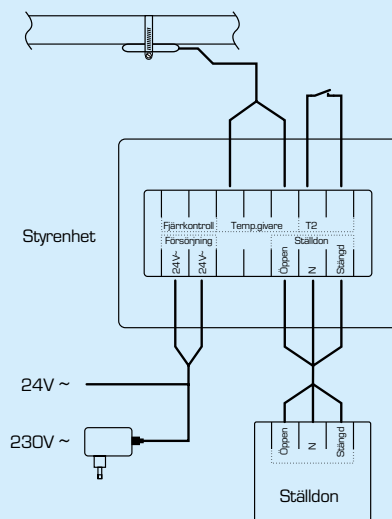 Fjärrkontroll Temp.givare T2
Försörjning Ställdon
Styrenhet
24V~ 24V~ Öppen N Stängd
24V ~
230V ~
Öppen N Stängd
Ställdon